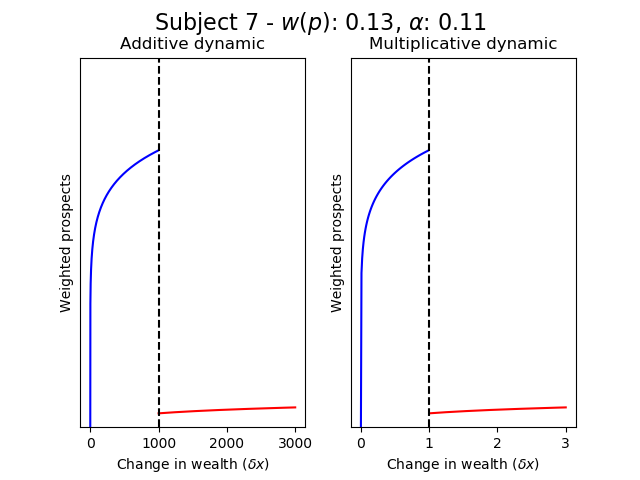 Subject 7 - w(p): 0.13, α: 0.11
Additive dynamic
Multiplicative dynamic
Weighted prospects
Weighted prospects
0 1000 2000 3000
0 1 2 3
Change in wealth (δx)
Change in wealth (δx)